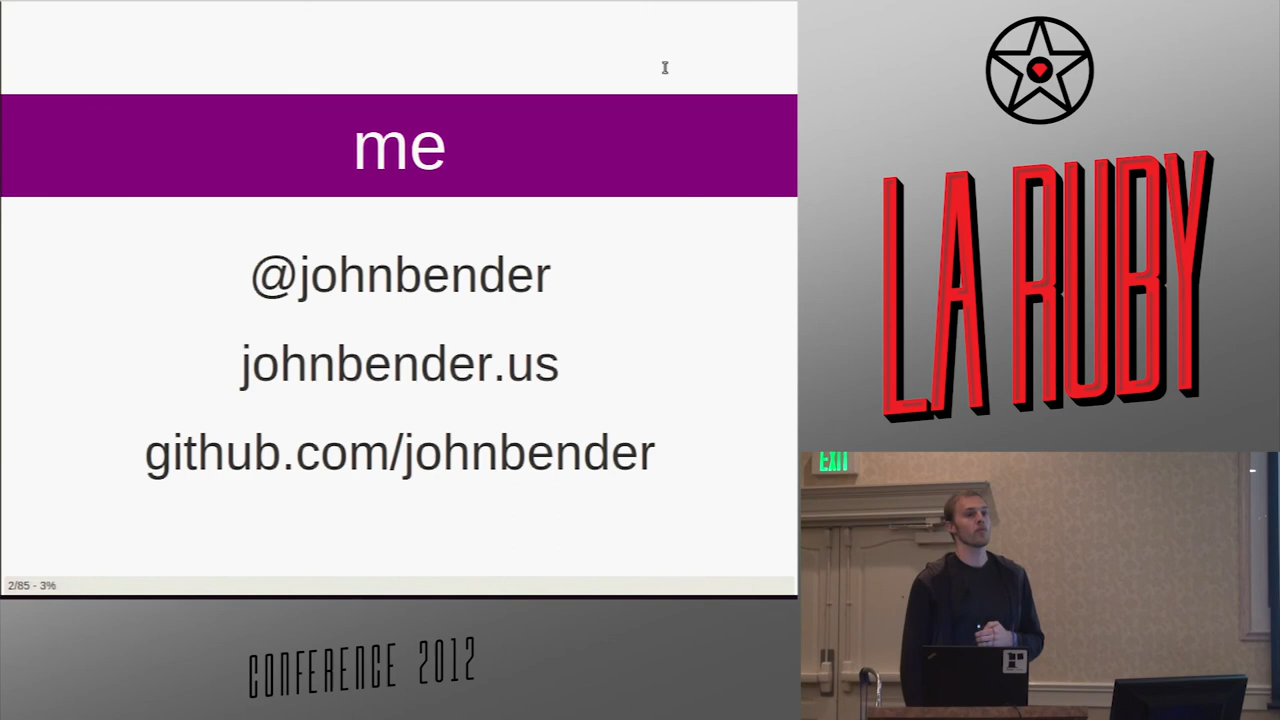 me
@johnbender
johnbender.us
github.com/johnbender
2/85 - 3%
CONFERENCE 2012
LA RUBY
EXIT